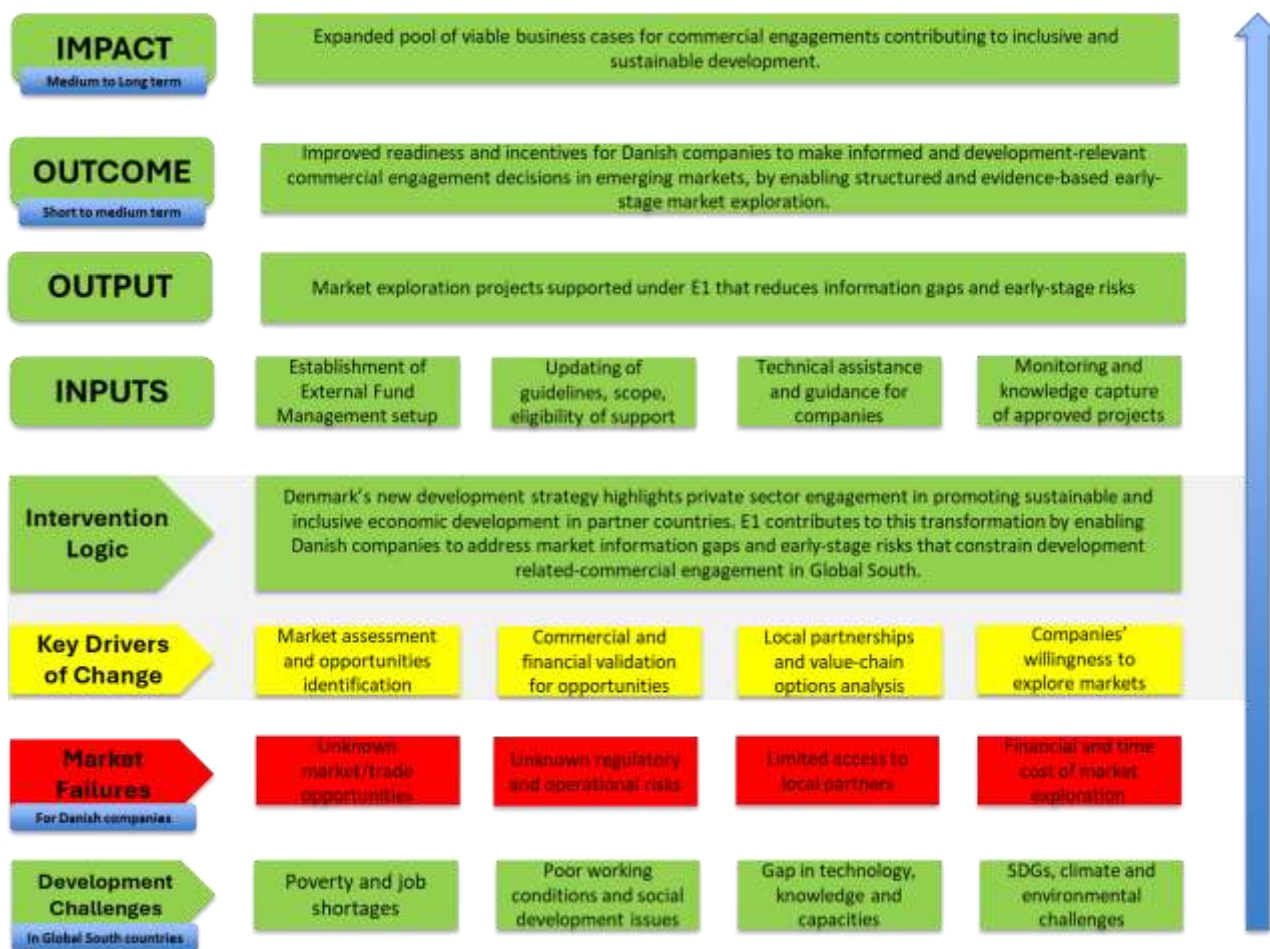 IMPACT
Medium to Long term
Expanded pool of viable business cases for commercial engagements contributing to inclusive and
sustainable development.
OUTCOME
Short to medium term
Improved readiness and incentives for Danish companies to make informed and development-relevant
commercial engagement decisions in emerging markets, by enabling structured and evidence-based early-
stage market exploration.
OUTPUT
Market exploration projects supported under E1 that reduces information gaps and early-stage risks
INPUTS
Establishment of
External Fund
Management setup
Updating of
guidelines, scope,
eligibility of support
Technical assistance
and guidance for
companies
Monitoring and
knowledge capture
of approved projects
Intervention
Logic
Denmark's new development strategy highlights private sector engagement in promoting sustainable and
inclusive economic development in partner countries. E1 contributes to this transformation by enabling
Danish companies to address market information gaps and early-stage risks that constrain development
related-commercial engagement in Global South.
Key Drivers
of Change
Market assessment
and opportunities
identification
Commercial and
financial validation
for opportunities
Local partnerships
and value-chain
options analysis
Companies'
willingness to
explore markets
Market
Failures
For Danish companies
Unknown
market/trade
opportunities
Unknown regulatory
and operational risks
Limited access to
local partners
Financial and time
cost of market
exploration
Development
Challenges
In Global South countries
Poverty and job
shortages
Poor working
conditions and social
development issues
Gap in technology,
knowledge and
capacities
SDGs, climate and
environmental
challenges